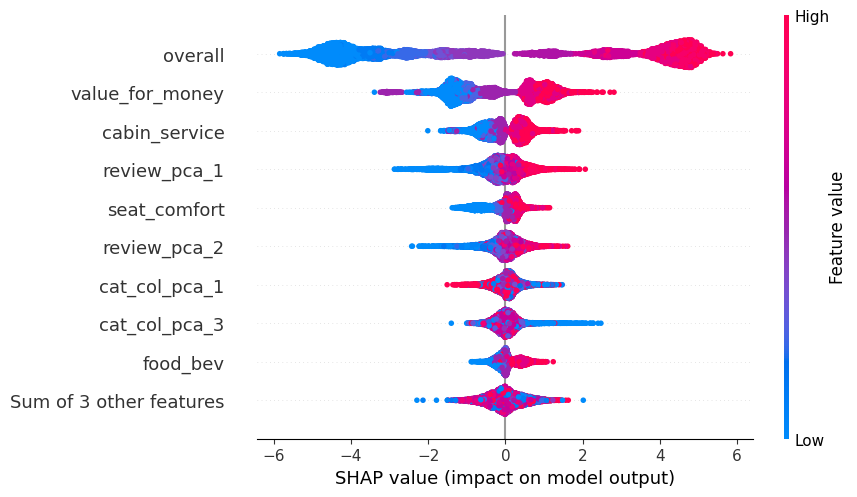 High
overall
value_for_money
cabin_service
review_pca_1
seat_comfort
review_pca_2
cat_col_pca_1
cat_col_pca_3
food_bev
Sum of 3 other features
Feature value
Low
−6 −4 −2 0 2 4 6
SHAP value (impact on model output)